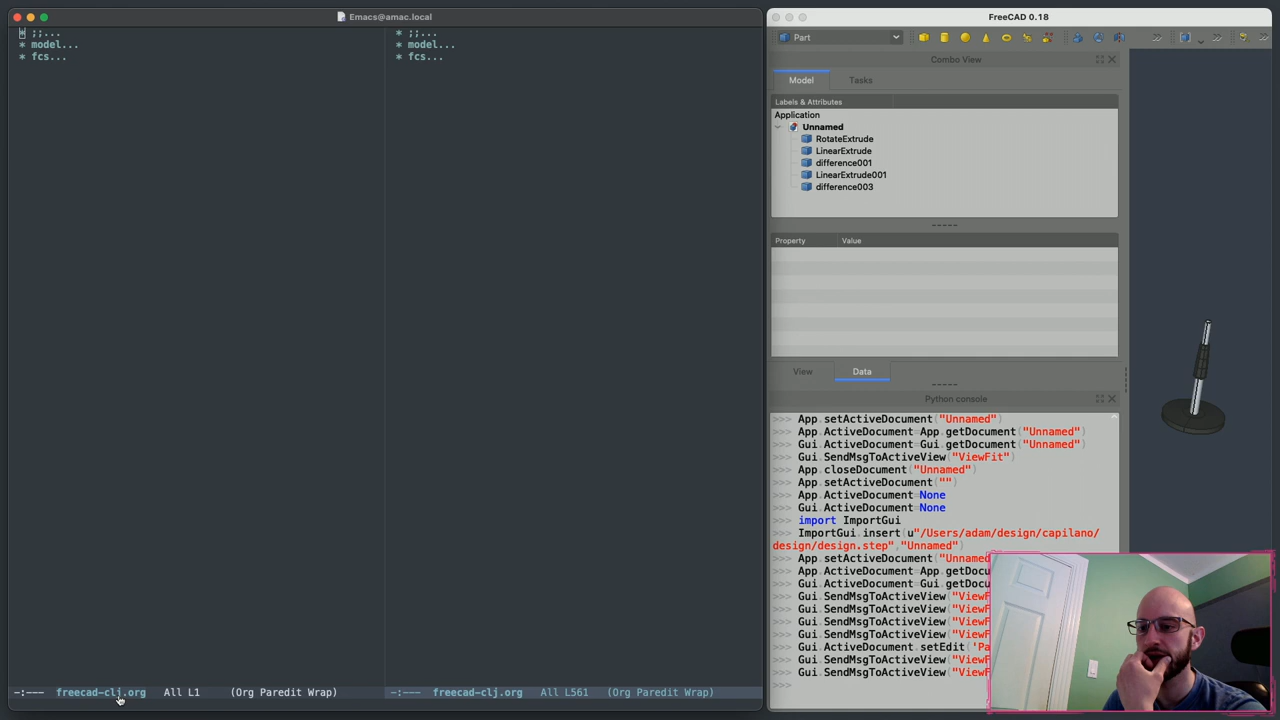 Emacs@amac.local
* ;;...
* model...
* fcs...
* ;;...
* model...
* fcs...
-:--- freecad-clj.org All L1 (Org Paredit Wrap)
-:--- freecad-clj.org All L561 (Org Paredit Wrap)
FreeCAD 0.18
Part
Combo View
Model Tasks
Labels & Attributes
Application
Unnamed
RotateExtrude
LinearExtrude
difference001
LinearExtrude001
difference003
Property Value
View Data
Python console
>>> App.setActiveDocument("Unnamed")
>>> App.ActiveDocument=App.getDocument("Unnamed")
>>> Gui.ActiveDocument=Gui.getDocument("Unnamed")
>>> Gui.SendMsgToActiveView("ViewFit")
>>> App.closeDocument("Unnamed")
>>> App.setActiveDocument("")
>>> App.ActiveDocument=None
>>> Gui.ActiveDocument=None
>>> import ImportGui
>>> ImportGui.insert(u"/Users/adam/design/capilano/
design/design.step","Unnamed")
>>> App.setActiveDocument("Unnamed
>>> App.ActiveDocument=App.getDocu
>>> Gui.ActiveDocument=Gui.getDocu
>>> Gui.SendMsgToActiveView("ViewF
>>> Gui.SendMsgToActiveView("ViewF
>>> Gui.SendMsgToActiveView("ViewF
>>> Gui.SendMsgToActiveView("ViewF
>>> Gui.ActiveDocument.setEdit('Pa
>>> Gui.SendMsgToActiveView("ViewF
>>> Gui.SendMsgToActiveView("ViewF
>>>